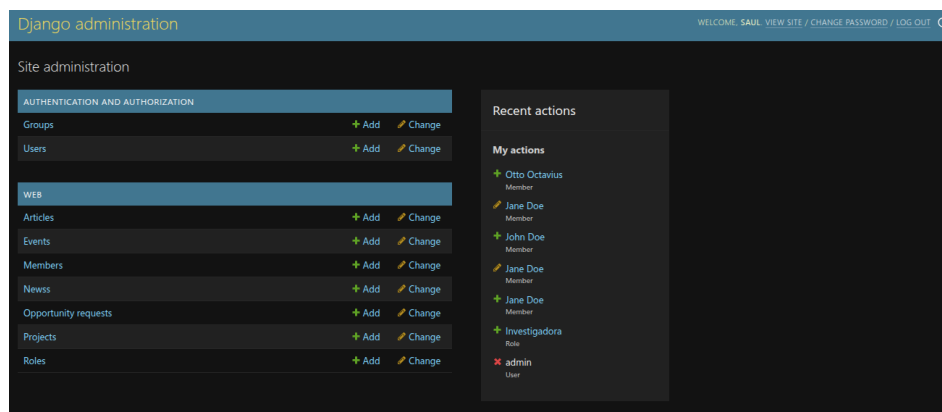 Django administration
WELCOME, SAUL. VIEW SITE / CHANGE PASSWORD / LOG OUT
Site administration
AUTHENTICATION AND AUTHORIZATION
Groups + Add Change
Users + Add Change
WEB
Articles + Add Change
Events + Add Change
Members + Add Change
Newss + Add Change
Opportunity requests + Add Change
Projects + Add Change
Roles + Add Change
Recent actions
My actions
+ Otto Octavius
Member
Jane Doe
Member
+ John Doe
Member
Jane Doe
Member
+ Jane Doe
Member
+ Investigadora
Role
admin
User